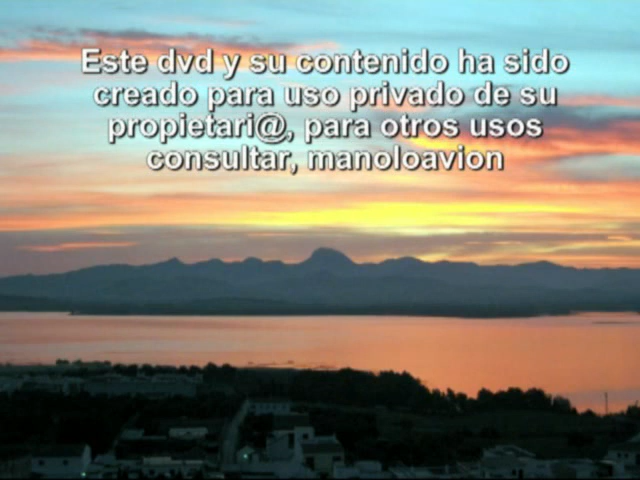 Este dvd y su contenido ha sido
creado para uso privado de su
propietari@, para otros usos
consultar, manoloavion